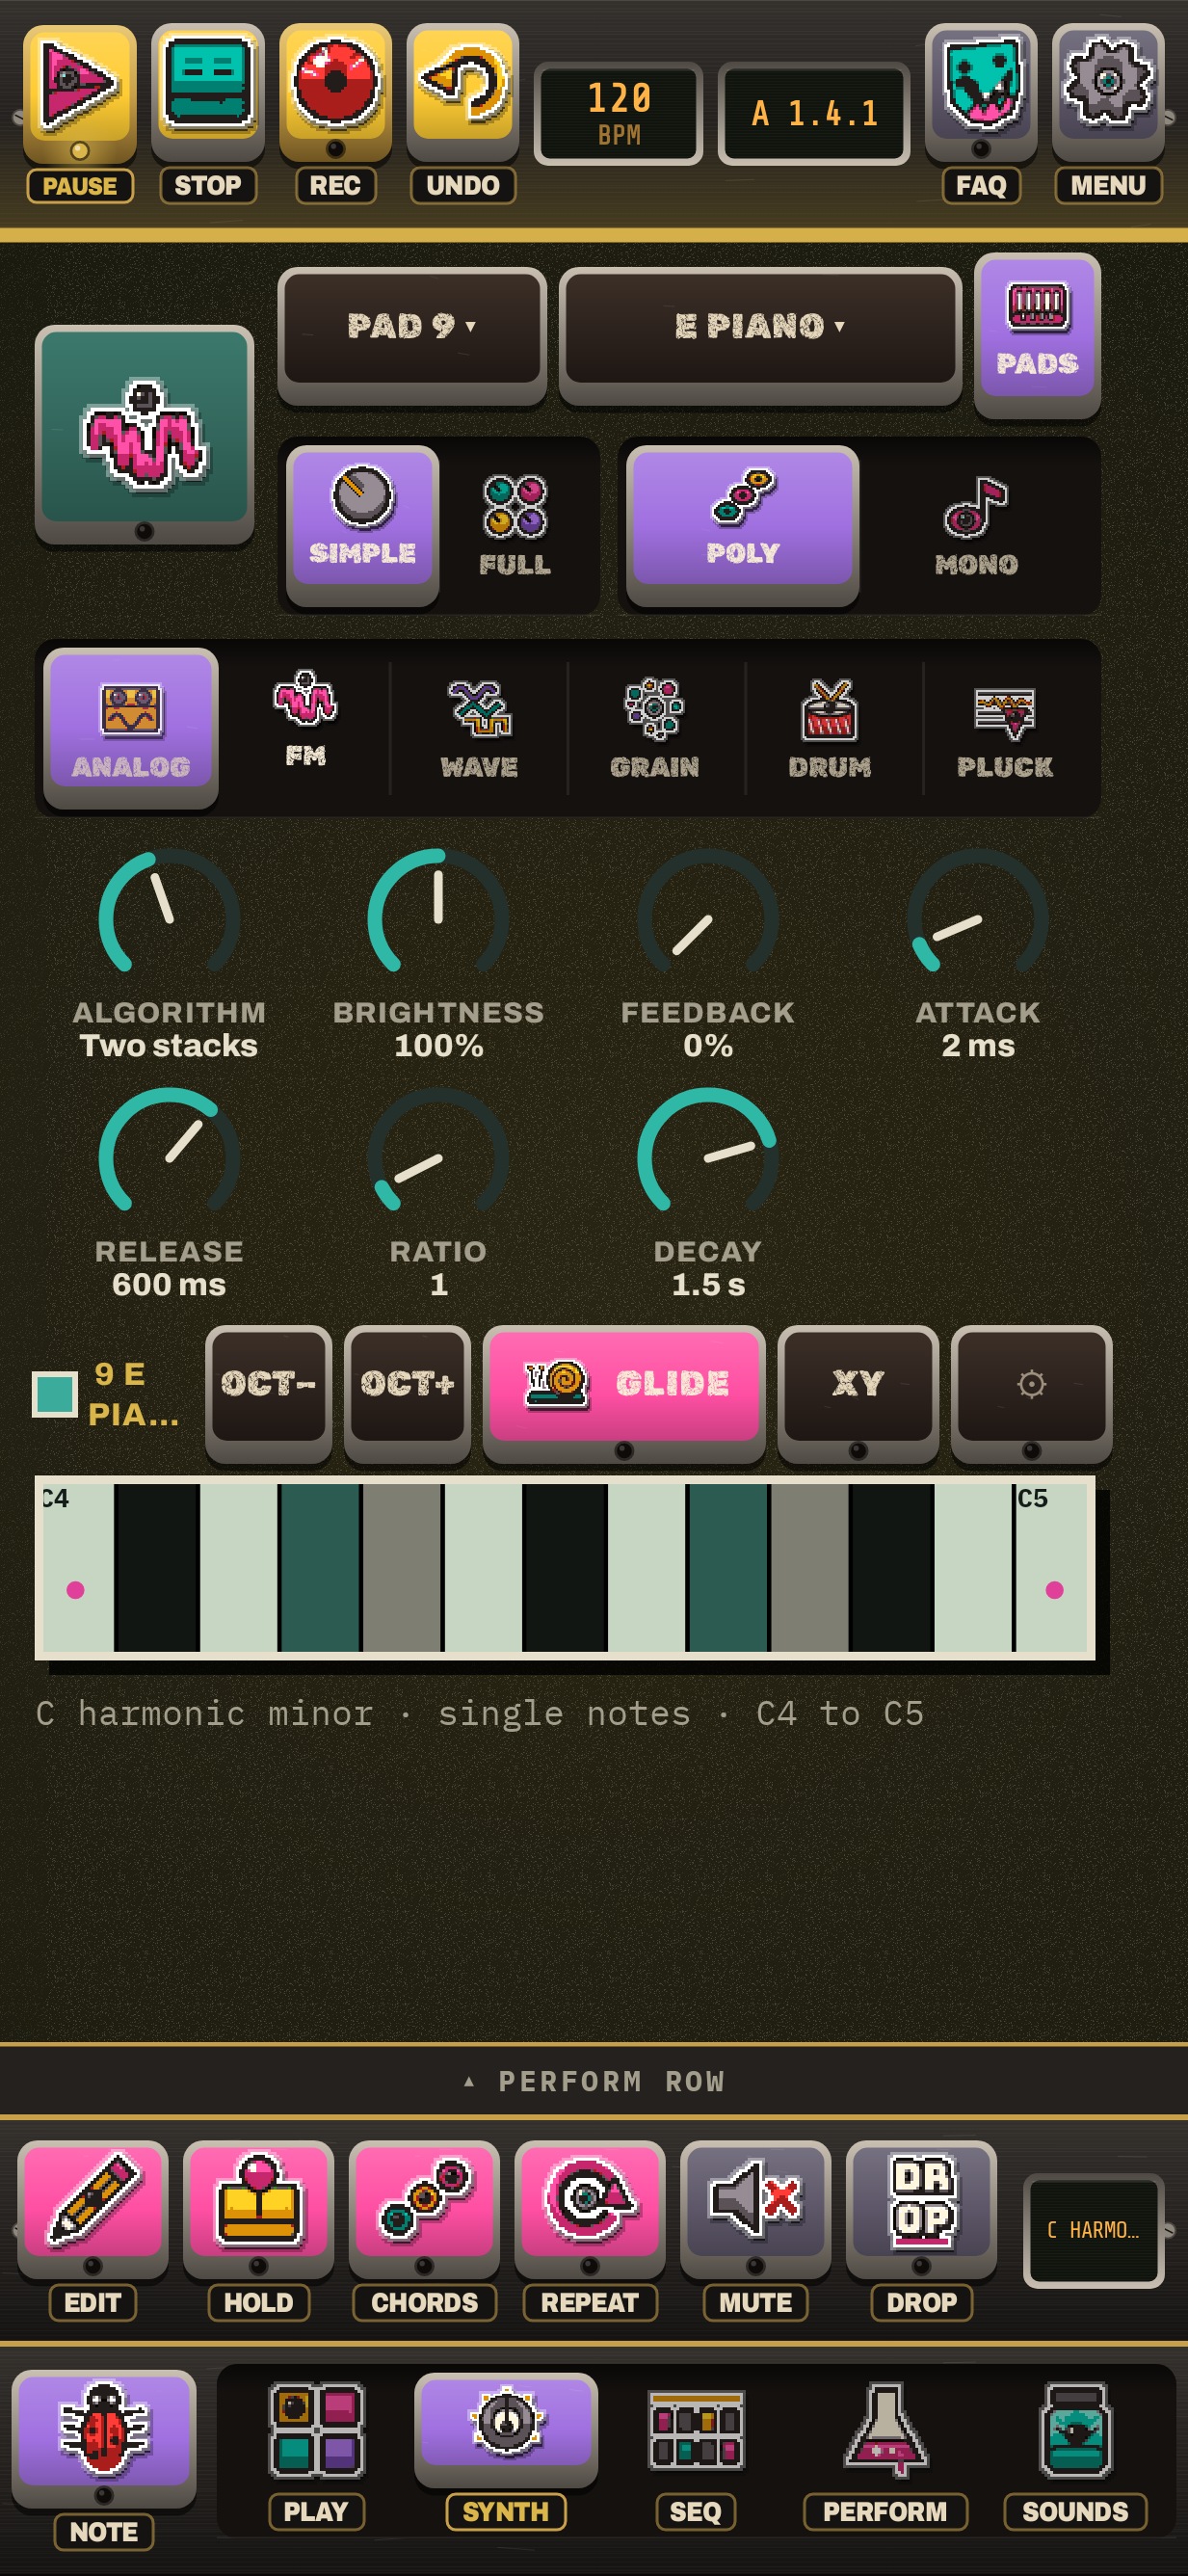 120
BPM
A 1.4.1
PAUSE
STOP
REC
UNDO
FAQ
MENU
PAD 9 ▾
E PIANO ▾
PADS
SIMPLE
FULL
POLY
MONO
ANALOG
FM
WAVE
GRAIN
DRUM
PLUCK
ALGORITHM
Two stacks
BRIGHTNESS
100%
FEEDBACK
0%
ATTACK
2 ms
RELEASE
600 ms
RATIO
1
DECAY
1.5 s
9 E
PIA...
OCT-
OCT+
GLIDE
XY
C4
C5
C harmonic minor · single notes · C4 to C5
▴ PERFORM ROW
DR
OP
C HARMO…
EDIT
HOLD
CHORDS
REPEAT
MUTE
DROP
NOTE
PLAY
SYNTH
SEQ
PERFORM
SOUNDS